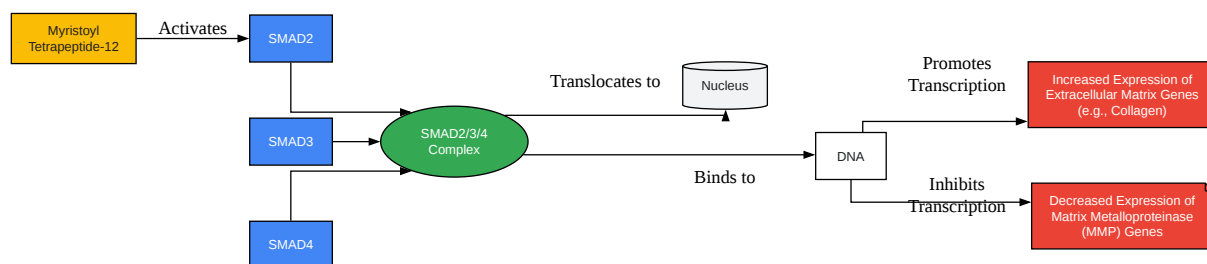 Myristoyl
Tetrapeptide-12
Activates
SMAD2
SMAD3
SMAD4
SMAD2/3/4
Complex
Translocates to
Nucleus
Binds to
DNA
Promotes
Transcription
Increased Expression of
Extracellular Matrix Genes
(e.g., Collagen)
Inhibits
Transcription
Decreased Expression of
Matrix Metalloproteinase
(MMP) Genes